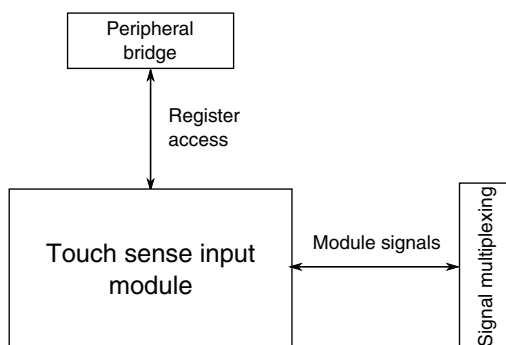 Peripheral
bridge
Register
access
Touch sense input
module
Module signals
Signal multiplexing